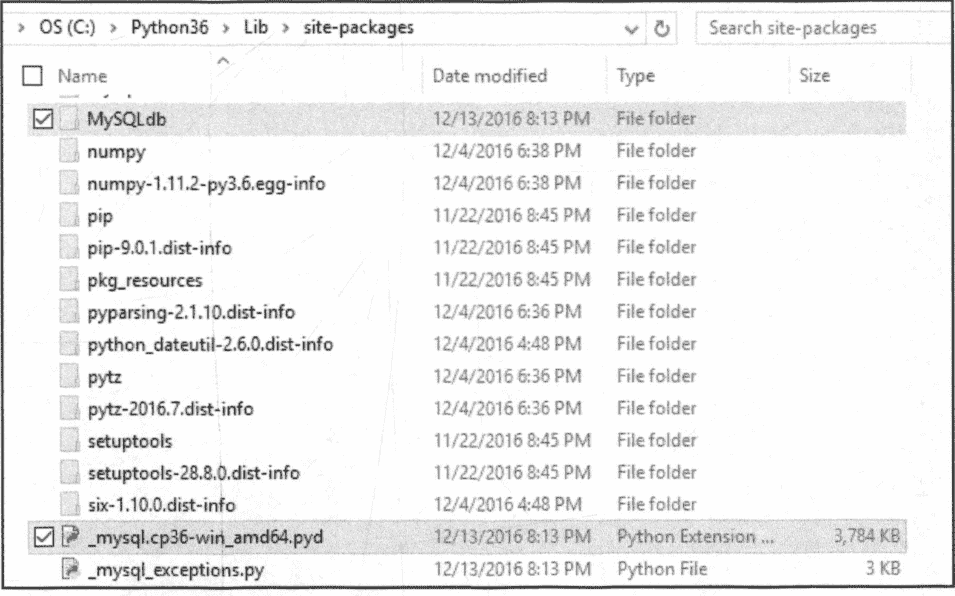 OS (C:) > Python36 > Lib > site-packages Search site-packages
Name Date modified Type Size
MySQLdb 12/13/2016 8:13 PM File folder
numpy 12/4/2016 6:38 PM File folder
numpy-1.11.2-py3.6.egg-info 12/4/2016 6:38 PM File folder
pip 11/22/2016 8:45 PM File folder
pip-9.0.1.dist-info 11/22/2016 8:45 PM File folder
pkg_resources 11/22/2016 8:45 PM File folder
pyparsing-2.1.10.dist-info 12/4/2016 6:36 PM File folder
python_dateutil-2.6.0.dist-info 12/4/2016 4:48 PM File folder
pytz 12/4/2016 6:36 PM File folder
pytz-2016.7.dist-info 12/4/2016 6:36 PM File folder
setuptools 11/22/2016 8:45 PM File folder
setuptools-28.8.0.dist-info 11/22/2016 8:45 PM File folder
six-1.10.0.dist-info 12/4/2016 4:48 PM File folder
_mysql.cp36-win_amd64.pyd 12/13/2016 8:13 PM Python Extension ... 3,784 KB
_mysql_exceptions.py 12/13/2016 8:13 PM Python File 3 KB